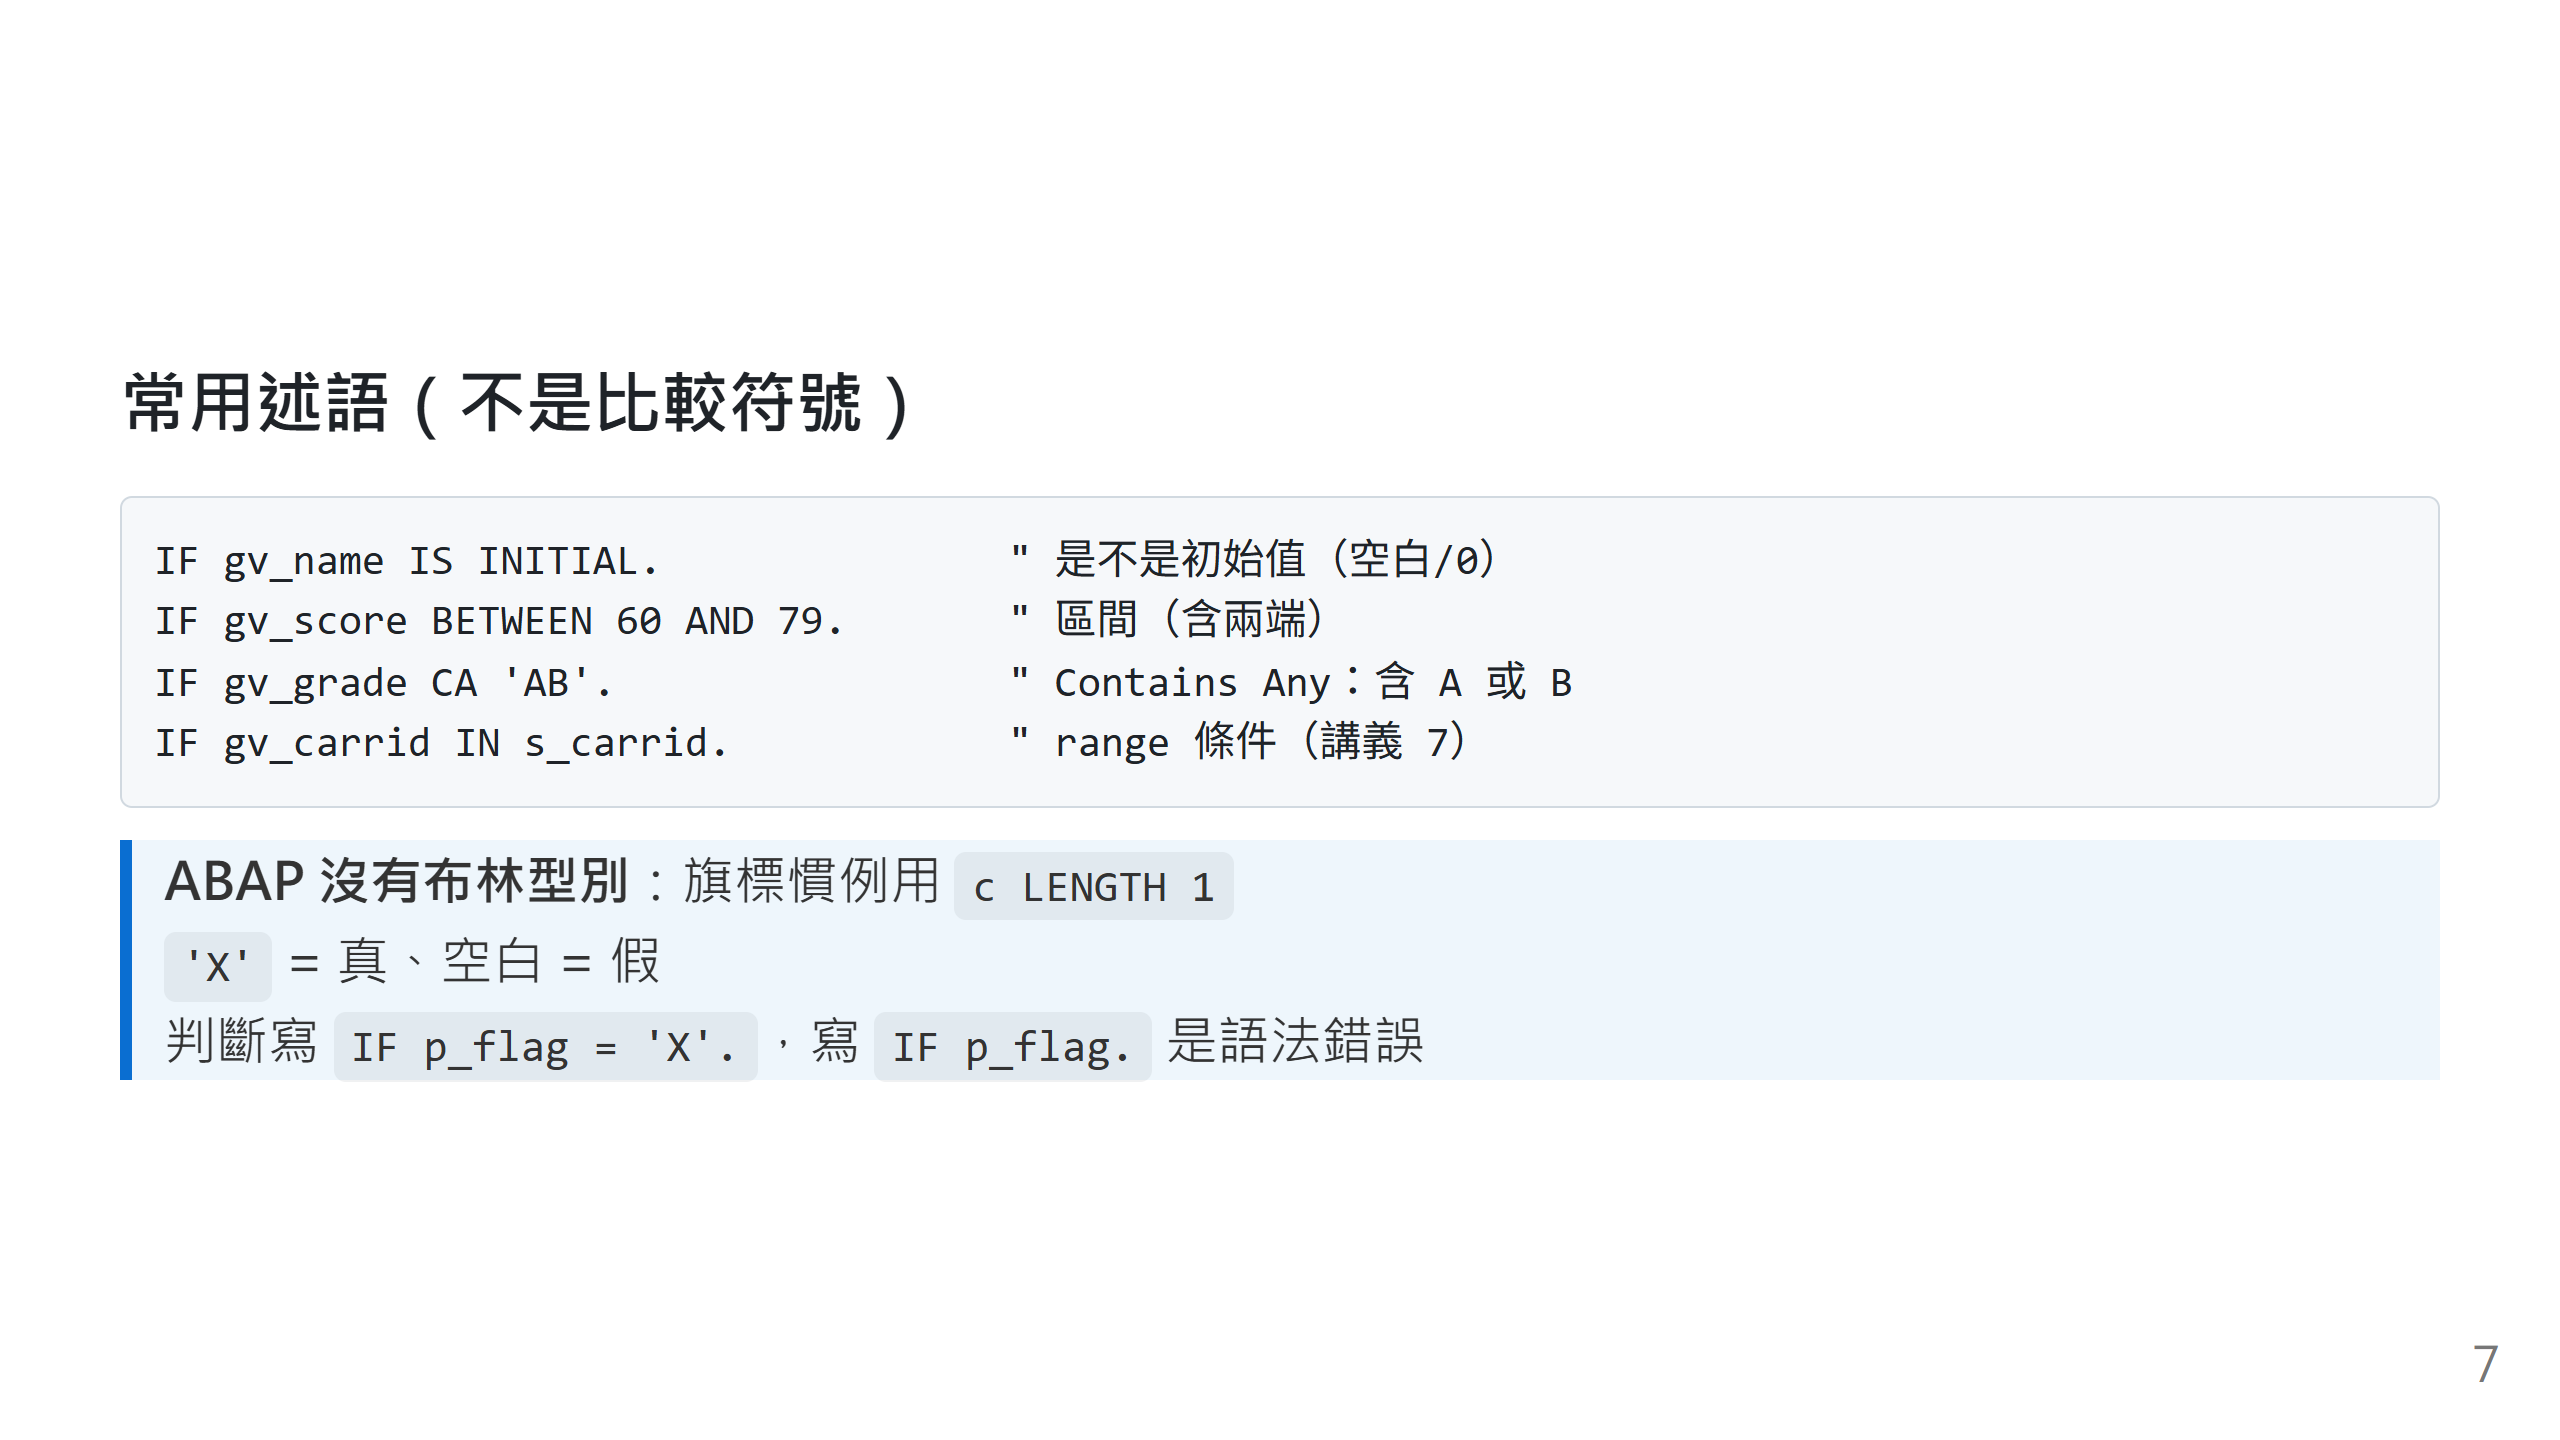 常用述語（不是比較符號）
IF gv_name IS INITIAL.               " 是不是初始值（空白/0）
IF gv_score BETWEEN 60 AND 79.       " 區間（含兩端）
IF gv_grade CA 'AB'.                 " Contains Any：含 A 或 B
IF gv_carrid IN s_carrid.            " range 條件（講義 7）
ABAP 沒有布林型別：旗標慣例用 c LENGTH 1
'X' = 真、空白 = 假
判斷寫 IF p_flag = 'X'.，寫 IF p_flag. 是語法錯誤
7